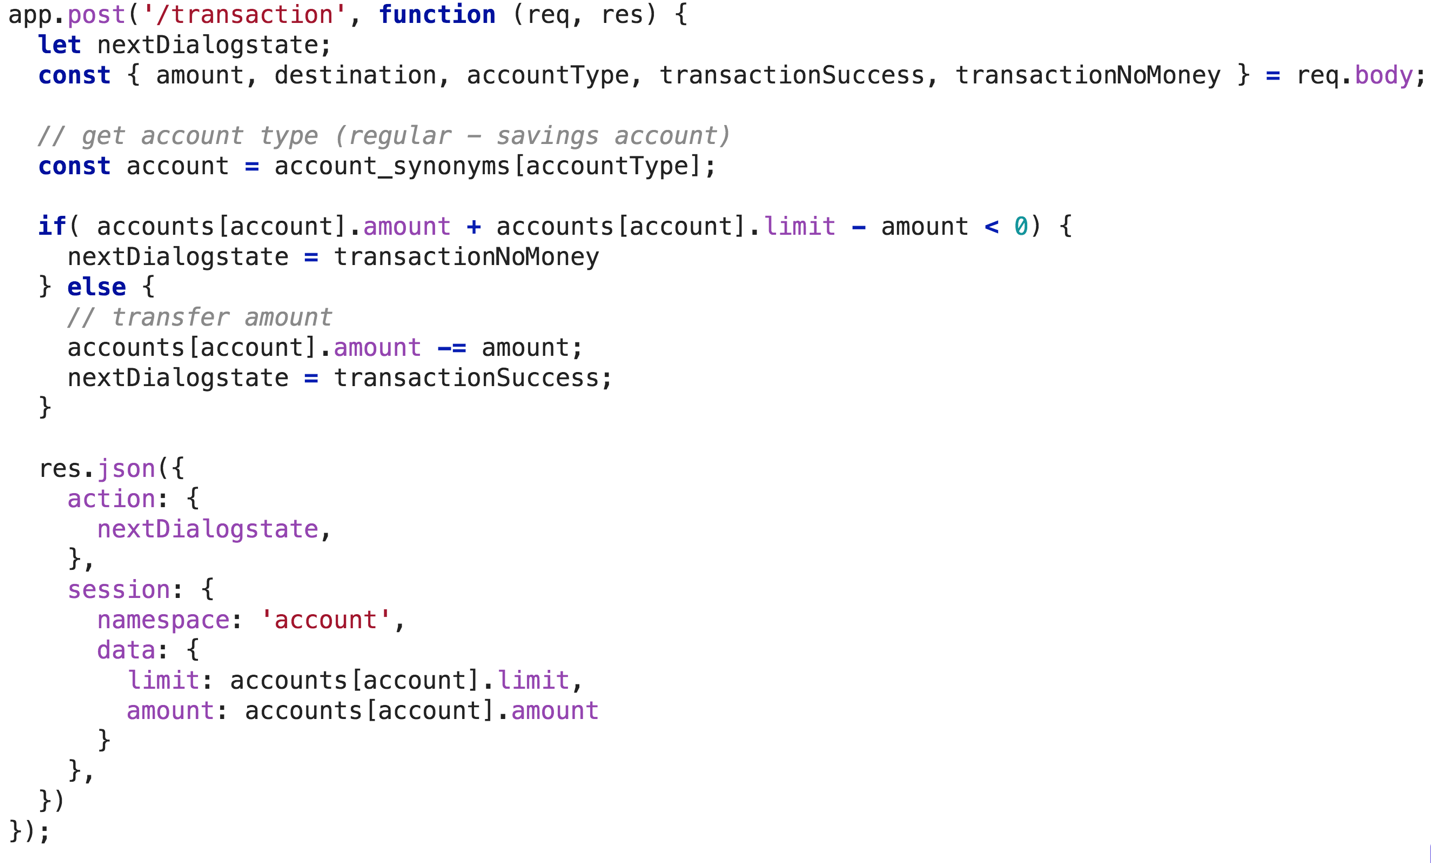 app.post('/transaction', function (req, res) {
  let nextDialogstate;
  const { amount, destination, accountType, transactionSuccess, transactionNoMoney } = req.body;

  // get account type (regular – savings account)
  const account = account_synonyms[accountType];

  if( accounts[account].amount + accounts[account].limit - amount < 0) {
    nextDialogstate = transactionNoMoney
  } else {
    // transfer amount
    accounts[account].amount -= amount;
    nextDialogstate = transactionSuccess;
  }

  res.json({
    action: {
      nextDialogstate,
    },
    session: {
      namespace: 'account',
      data: {
        limit: accounts[account].limit,
        amount: accounts[account].amount
      }
    },
  })
});